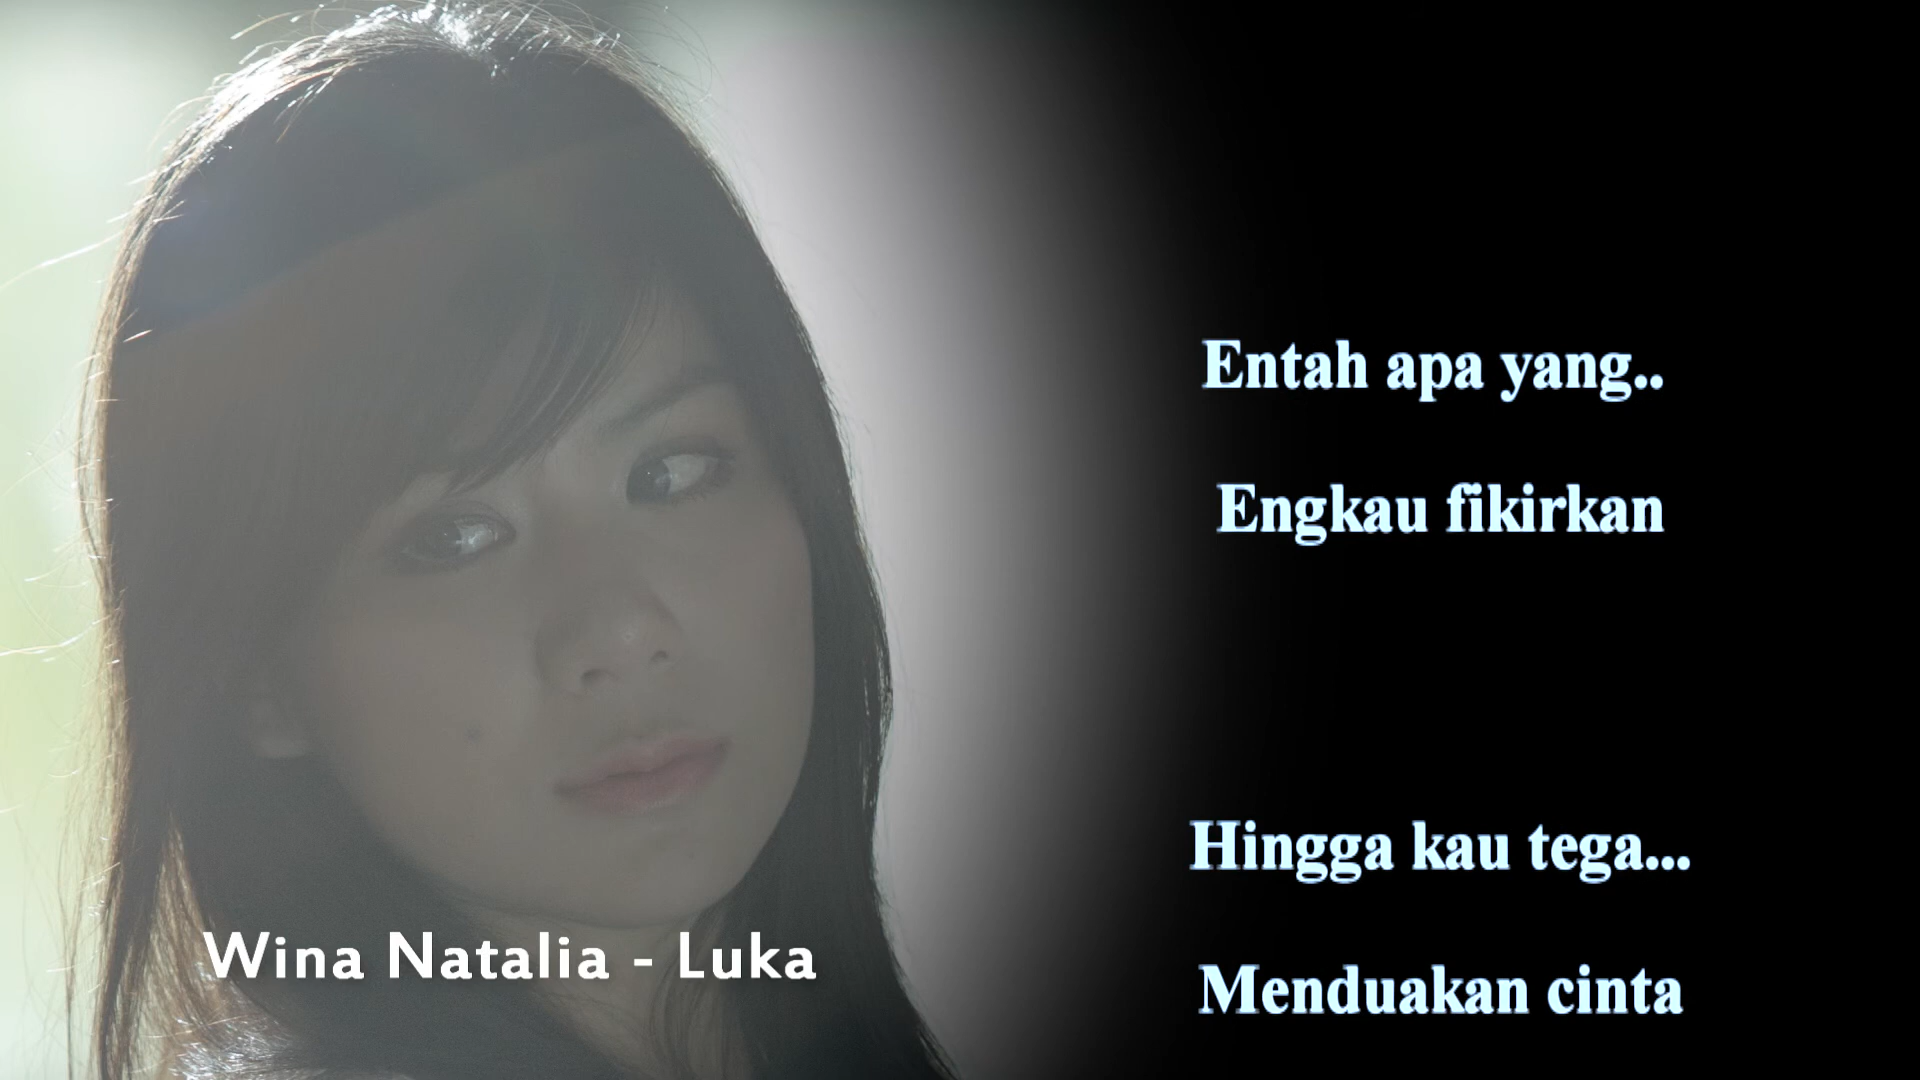 Entah apa yang..
Engkau fikirkan
Hingga kau tega...
Menduakan cinta
Wina Natalia - Luka